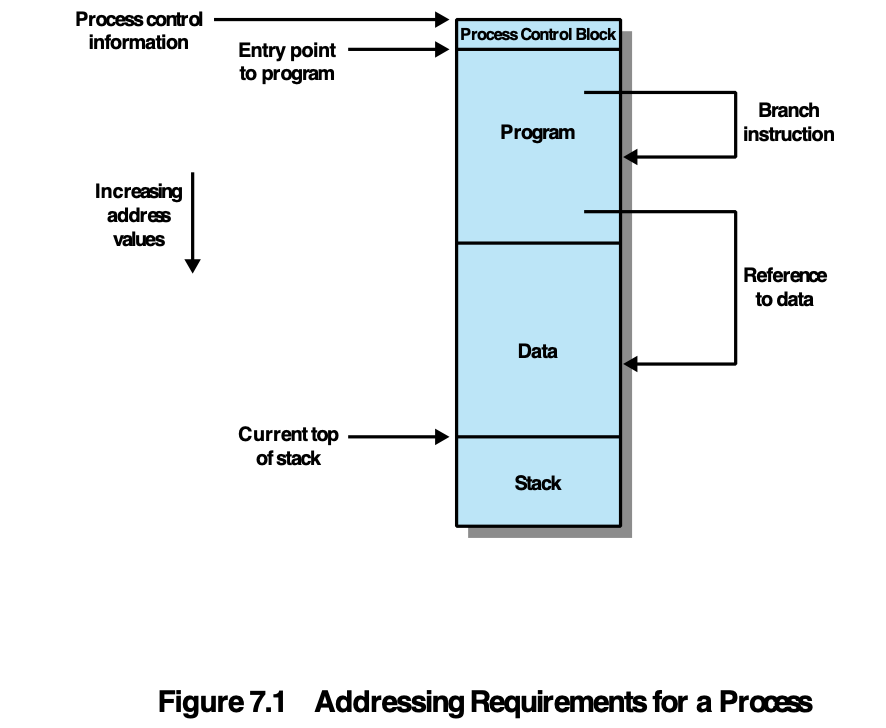 Process control
information
Process Control Block
Entry point
to program
Program
Branch
instruction
Increasing
address
values
Reference
to data
Data
Current top
of stack
Stack
Figure 7.1 Addressing Requirements for a Process